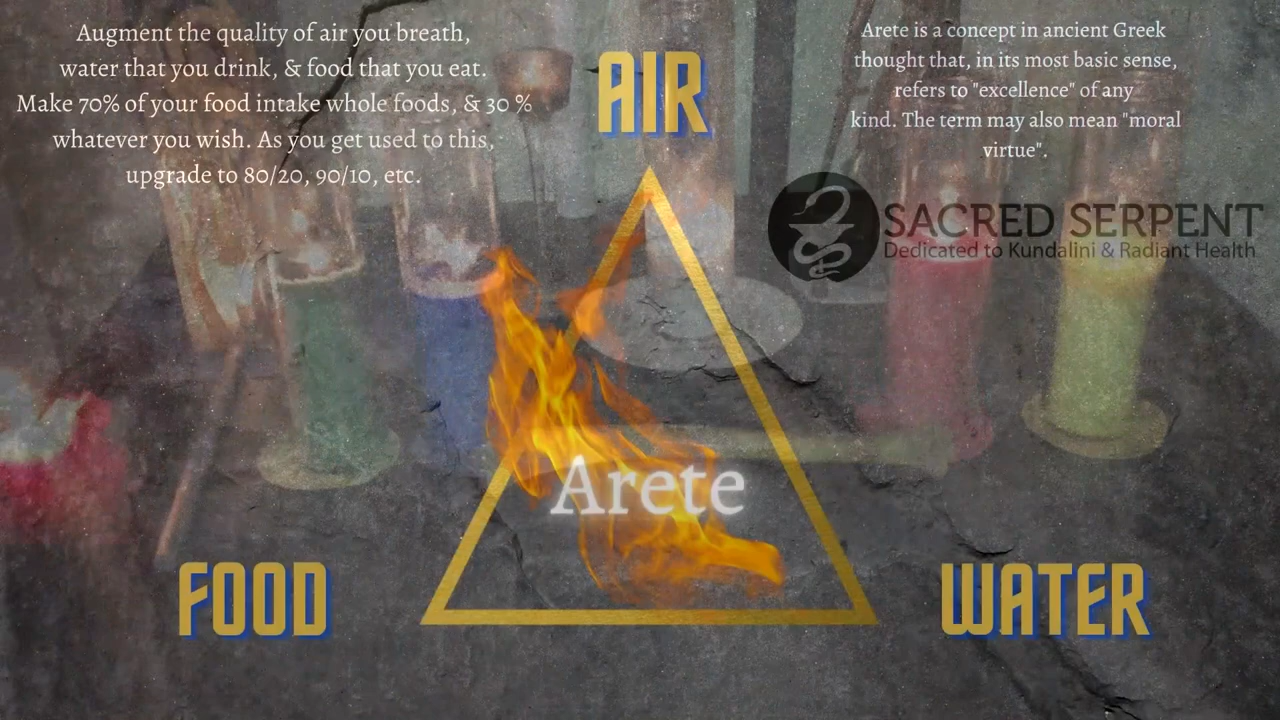 Augment the quality of air you breath,
water that you drink, & food that you eat.
Make 70% of your food intake whole foods, & 30 %
whatever you wish. As you get used to this,
upgrade to 80/20, 90/10, etc.
AIR
Arete is a concept in ancient Greek
thought that, in its most basic sense,
refers to "excellence" of any
kind. The term may also mean "moral
virtue".
SACRED SERPENT
Dedicated to Kundalini & Radiant Health
Arete
FOOD
WATER